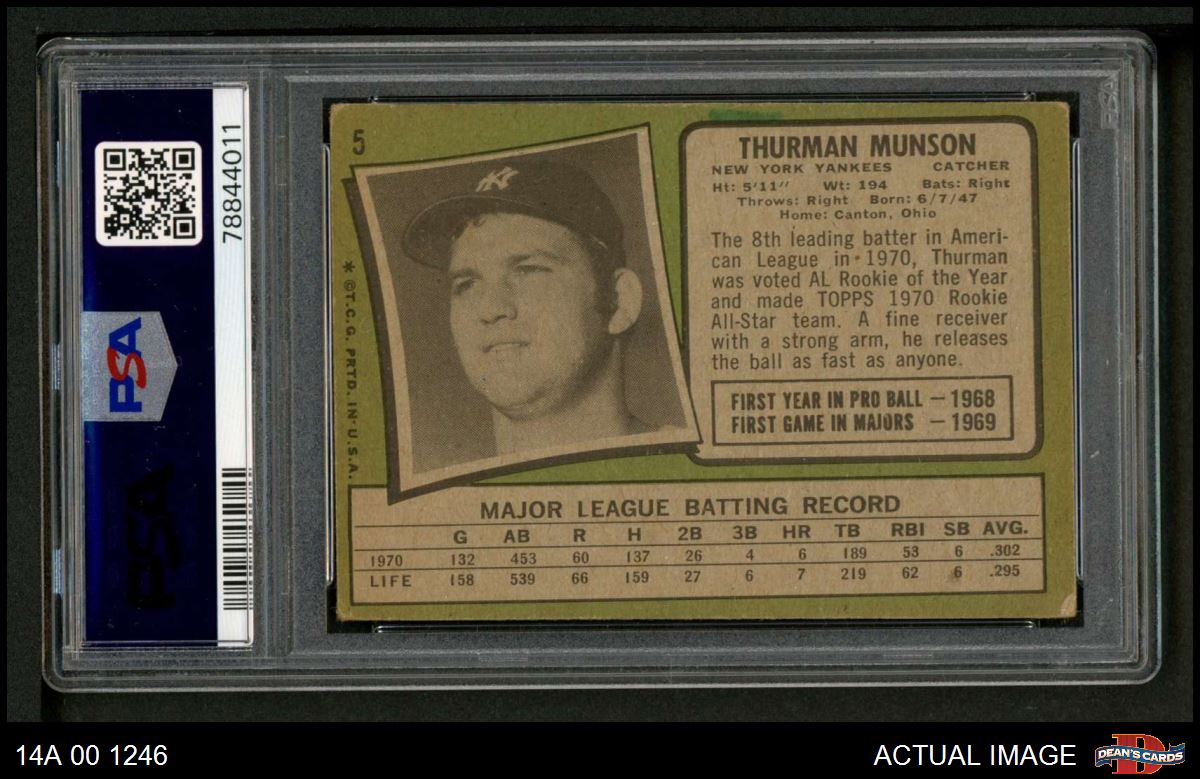 PSA
78844011
PSA
PSA
5
* ©T.C.G. PRTD. IN U.S.A.
NY
THURMAN MUNSON
NEW YORK YANKEES CATCHER
Ht: 5'11" Wt: 194 Bats: Right
Throws: Right Born: 6/7/47
Home: Canton, Ohio
The 8th leading batter in Ameri-
can League in 1970, Thurman
was voted AL Rookie of the Year
and made TOPPS 1970 Rookie
All-Star team. A fine receiver
with a strong arm, he releases
the ball as fast as anyone.
FIRST YEAR IN PRO BALL — 1968
FIRST GAME IN MAJORS — 1969
MAJOR LEAGUE BATTING RECORD
G AB R H 2B 3B HR TB RBI SB AVG.
1970 132 453 60 137 26 4 6 189 53 6 .302
LIFE 158 539 66 159 27 6 7 219 62 6 .295
14A 00 1246
ACTUAL IMAGE
D
DEAN'S CARDS